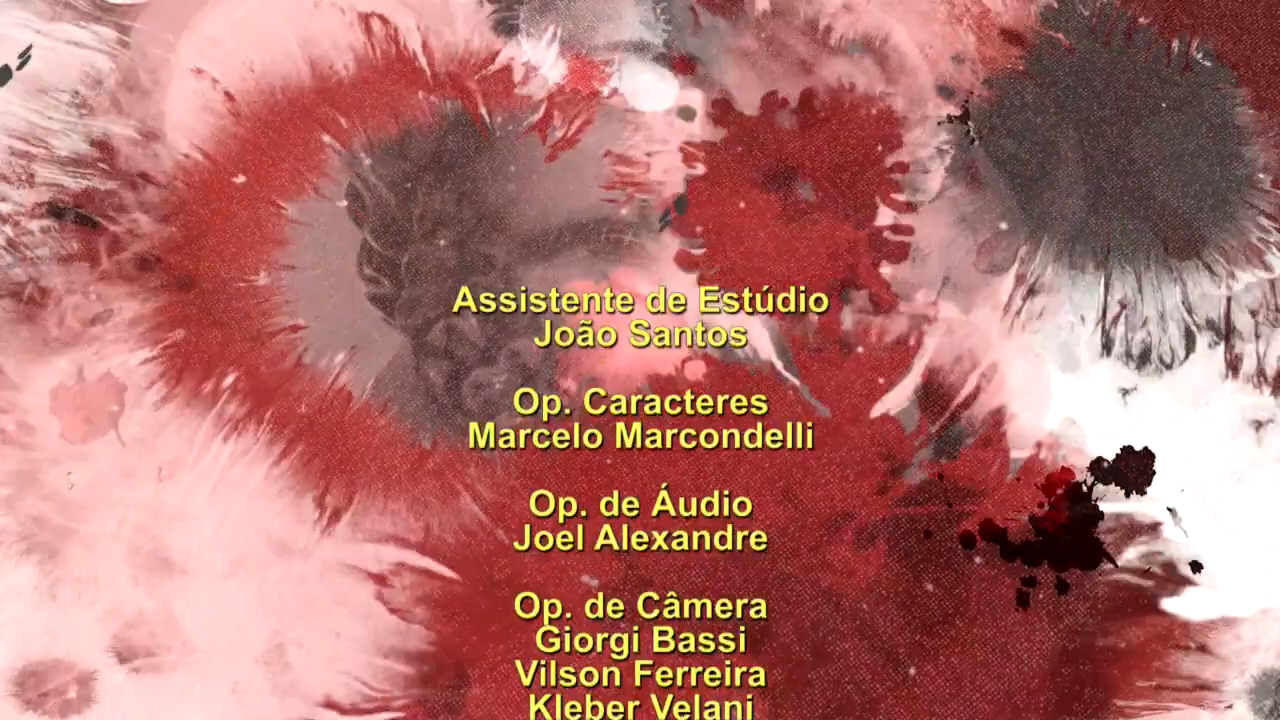 Assistente de Estúdio
João Santos
Op. Caracteres
Marcelo Marcondelli
Op. de Áudio
Joel Alexandre
Op. de Câmera
Giorgi Bassi
Vilson Ferreira
Kleber Velani